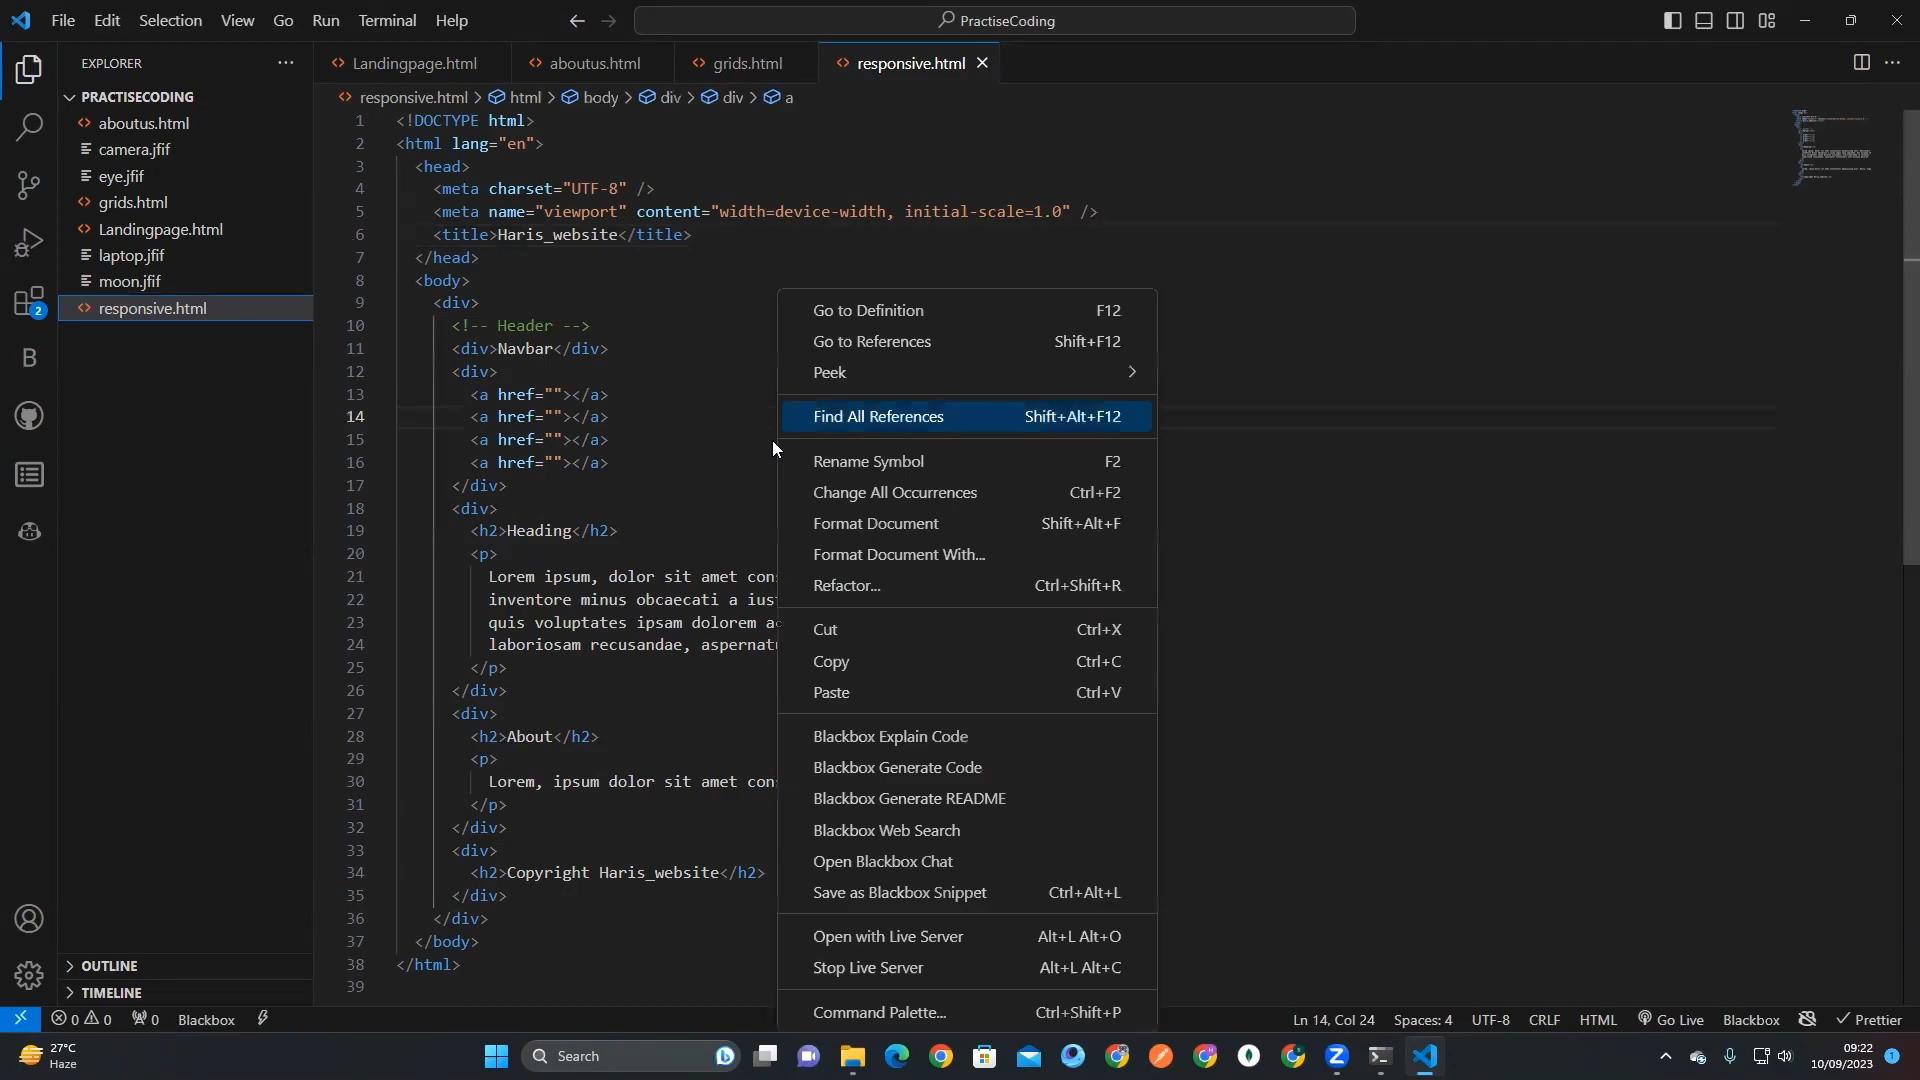 File Edit Selection View Go Run Terminal Help
PractiseCoding
EXPLORER
Landingpage.html
aboutus.html
grids.html
responsive.html
PRACTISECODING
aboutus.html
camera.jfif
eye.jfif
grids.html
Landingpage.html
laptop.jfif
moon.jfif
responsive.html
2
B
OUTLINE
TIMELINE
responsive.html > html > body > div > div > a
1 <!DOCTYPE html>
2 <html lang="en">
3 <head>
4 <meta charset="UTF-8" />
5 <meta name="viewport" content="width=device-width, initial-scale=1.0" />
6 <title>Haris_website</title>
7 </head>
8 <body>
9 <div>
10 <!-- Header -->
11 <div>Navbar</div>
12 <div>
13 <a href=""></a>
14 <a href=""></a>
15 <a href=""></a>
16 <a href=""></a>
17 </div>
18 <div>
19 <h2>Heading</h2>
20 <p>
21 Lorem ipsum, dolor sit amet con
22 inventore minus obcaecati a ius
23 quis voluptates ipsam dolorem a
24 laboriosam recusandae, aspernat
25 </p>
26 </div>
27 <div>
28 <h2>About</h2>
29 <p>
30 Lorem, ipsum dolor sit amet con
31 </p>
32 </div>
33 <div>
34 <h2>Copyright Haris_website</h2>
35 </div>
36 </div>
37 </body>
38 </html>
39
Go to Definition F12
Go to References Shift+F12
Peek
Find All References Shift+Alt+F12
Rename Symbol F2
Change All Occurrences Ctrl+F2
Format Document Shift+Alt+F
Format Document With...
Refactor... Ctrl+Shift+R
Cut Ctrl+X
Copy Ctrl+C
Paste Ctrl+V
Blackbox Explain Code
Blackbox Generate Code
Blackbox Generate README
Blackbox Web Search
Open Blackbox Chat
Save as Blackbox Snippet Ctrl+Alt+L
Open with Live Server Alt+L Alt+O
Stop Live Server Alt+L Alt+C
Command Palette... Ctrl+Shift+P
0 0 0 Blackbox
Ln 14, Col 24 Spaces: 4 UTF-8 CRLF HTML Go Live Blackbox Prettier
27°C
Haze
Search
09:22
10/09/2023
1